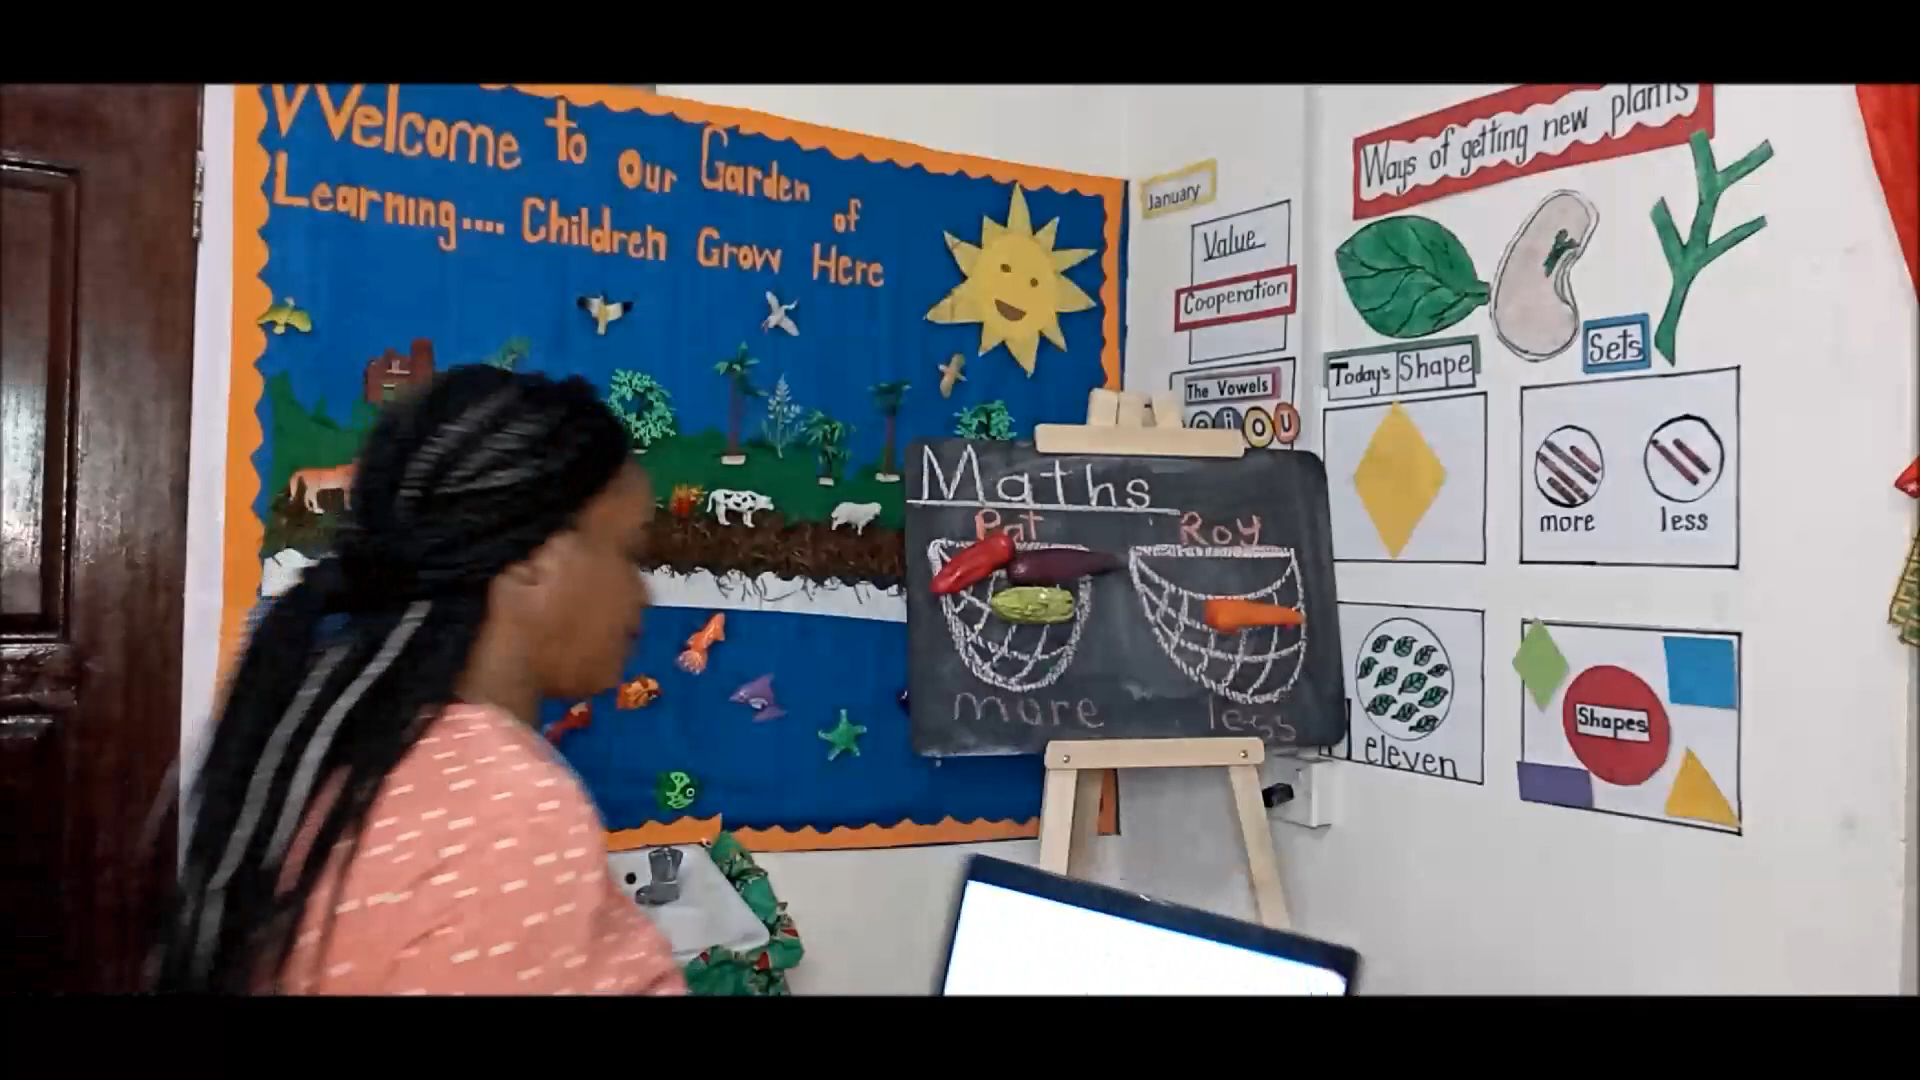 Welcome to our Garden of
Learning.... Children Grow Here
January
Value
Cooperation
The Vowels
e i o u
Ways of getting new plants
Today's Shape
Sets
more less
eleven
Shapes
Maths
Pat Roy
more less